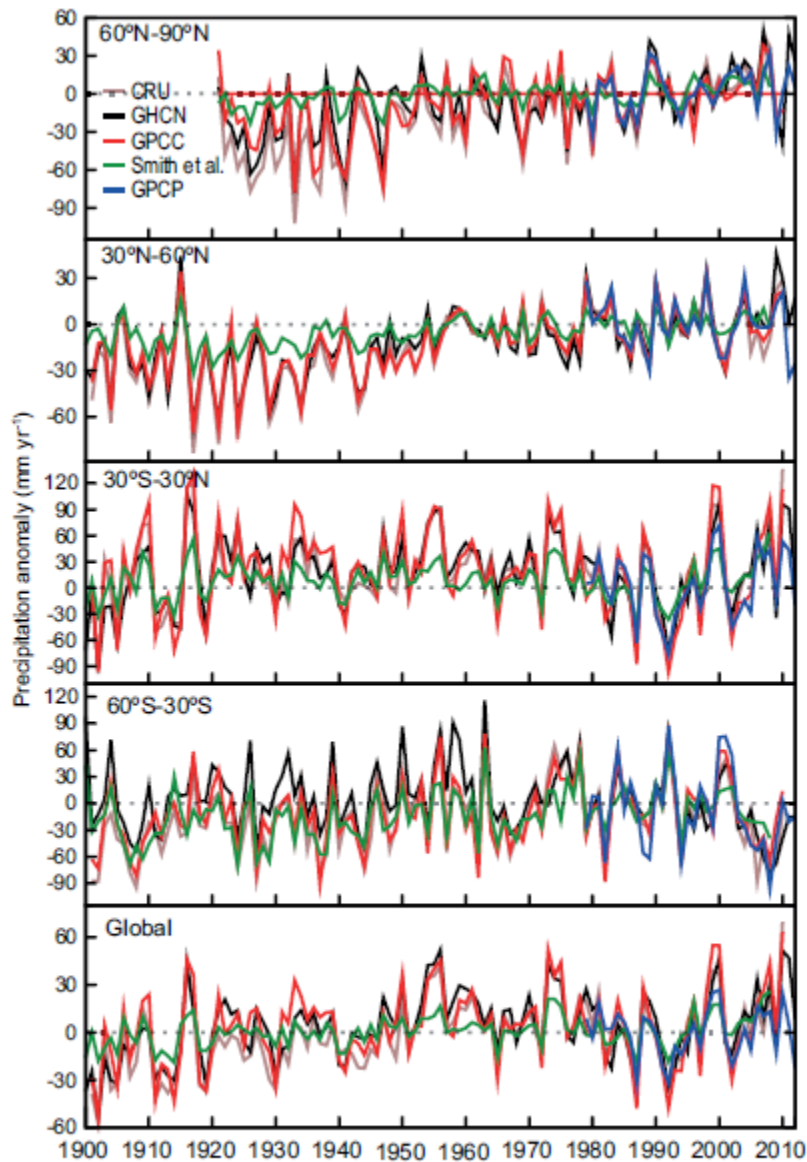 Precipitation anomaly (mm yr⁻¹)
60ºN-90ºN
60
30
0
-30
-60
-90
CRU
GHCN
GPCC
Smith et al.
GPCP
30ºN-60ºN
30
0
-30
-60
30ºS-30ºN
120
90
60
30
0
-30
-60
-90
60ºS-30ºS
120
90
60
30
0
-30
-60
-90
Global
60
30
0
-30
-60
1900 1910 1920 1930 1940 1950 1960 1970 1980 1990 2000 2010